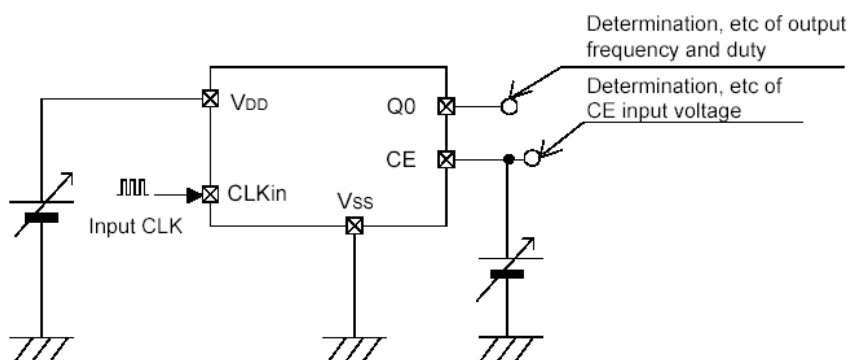 Determination, etc of output
frequency and duty
Determination, etc of
CE input voltage
VDD
Q0
CE
CLKin
Input CLK
VSS